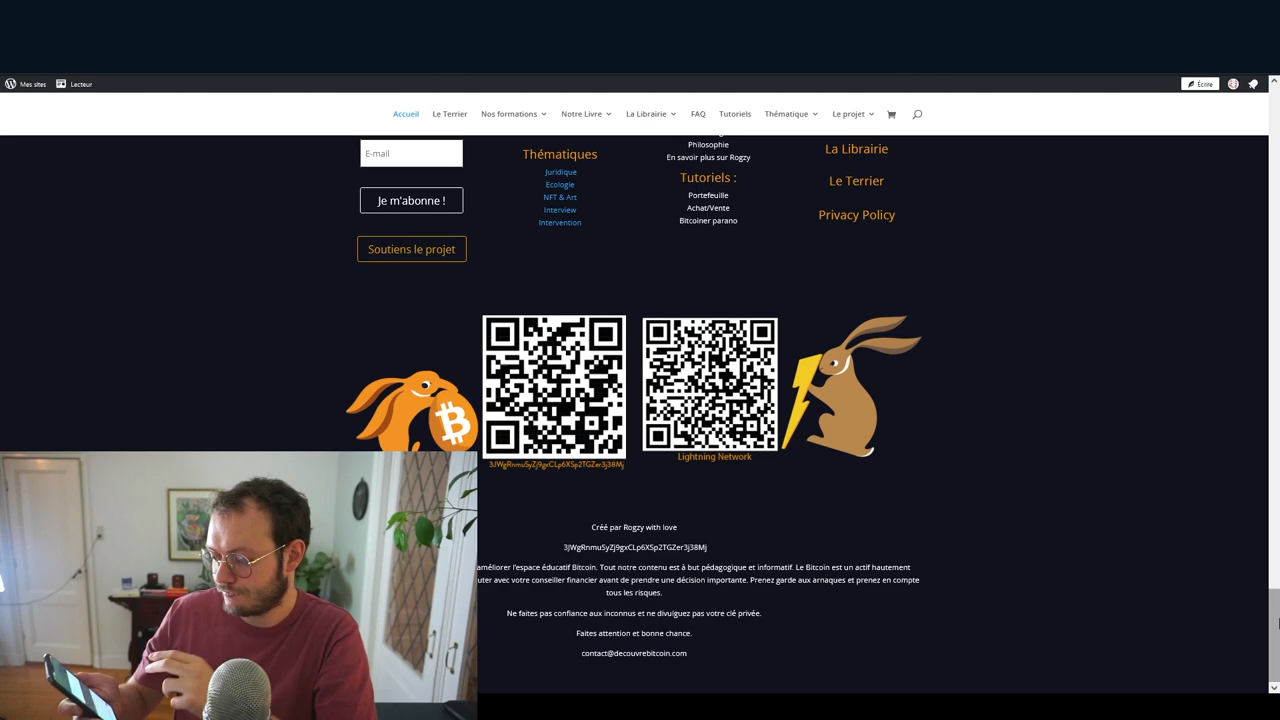 Mes sites Lecteur Écrire
Accueil Le Terrier Nos formations Notre Livre La Librairie FAQ Tutoriels Thématique Le projet
E-mail
Je m'abonne !
Soutiens le projet
Thématiques
Juridique
Ecologie
NFT & Art
Interview
Intervention
Philosophie
En savoir plus sur Rogzy
Tutoriels :
Portefeuille
Achat/Vente
Bitcoiner parano
La Librairie
Le Terrier
Privacy Policy
3JWgRnmuSyZj9gxCLp6XSp2TGZer3j38Mj
Lightning Network
Créé par Rogzy with love
3JWgRnmuSyZj9gxCLp6XSp2TGZer3j38Mj
améliorer l'espace éducatif Bitcoin. Tout notre contenu est à but pédagogique et informatif. Le Bitcoin est un actif hautement
avec votre conseiller financier avant de prendre une décision importante. Prenez garde aux arnaques et prenez en compte
tous les risques.
Ne faites pas confiance aux inconnus et ne divulguez pas votre clé privée.
Faites attention et bonne chance.
contact@decouvrebitcoin.com